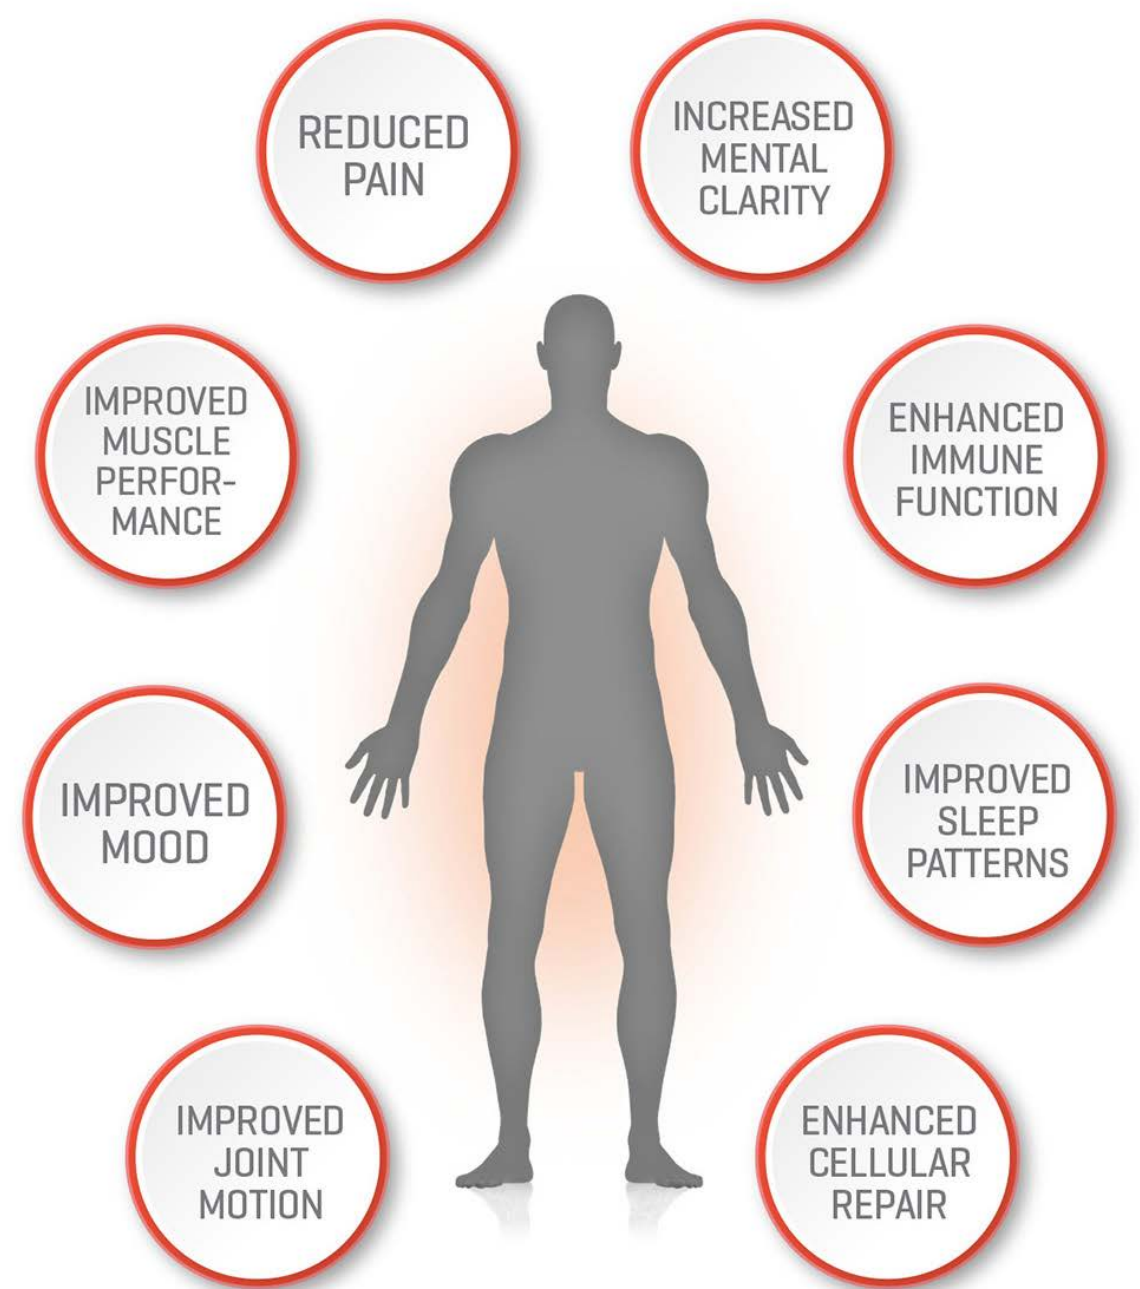 REDUCED
PAIN
INCREASED
MENTAL
CLARITY
IMPROVED
MUSCLE
PERFOR-
MANCE
ENHANCED
IMMUNE
FUNCTION
IMPROVED
MOOD
IMPROVED
SLEEP
PATTERNS
IMPROVED
JOINT
MOTION
ENHANCED
CELLULAR
REPAIR